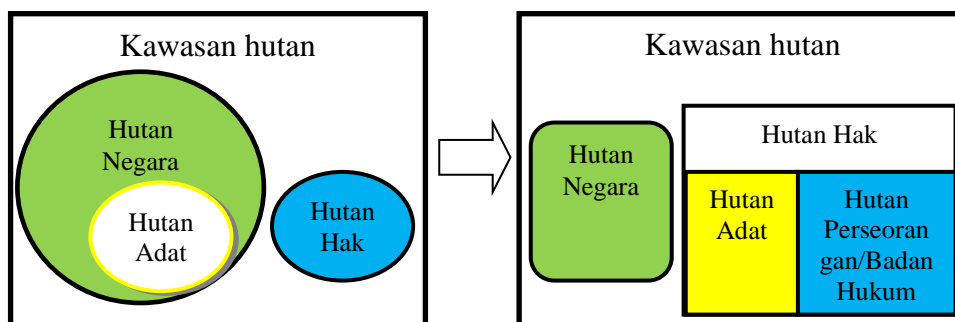 Kawasan hutan
Hutan
Negara
Hutan
Adat
Hutan
Hak
Kawasan hutan
Hutan
Negara
Hutan Hak
Hutan
Adat
Hutan
Perseoran
gan/Badan
Hukum